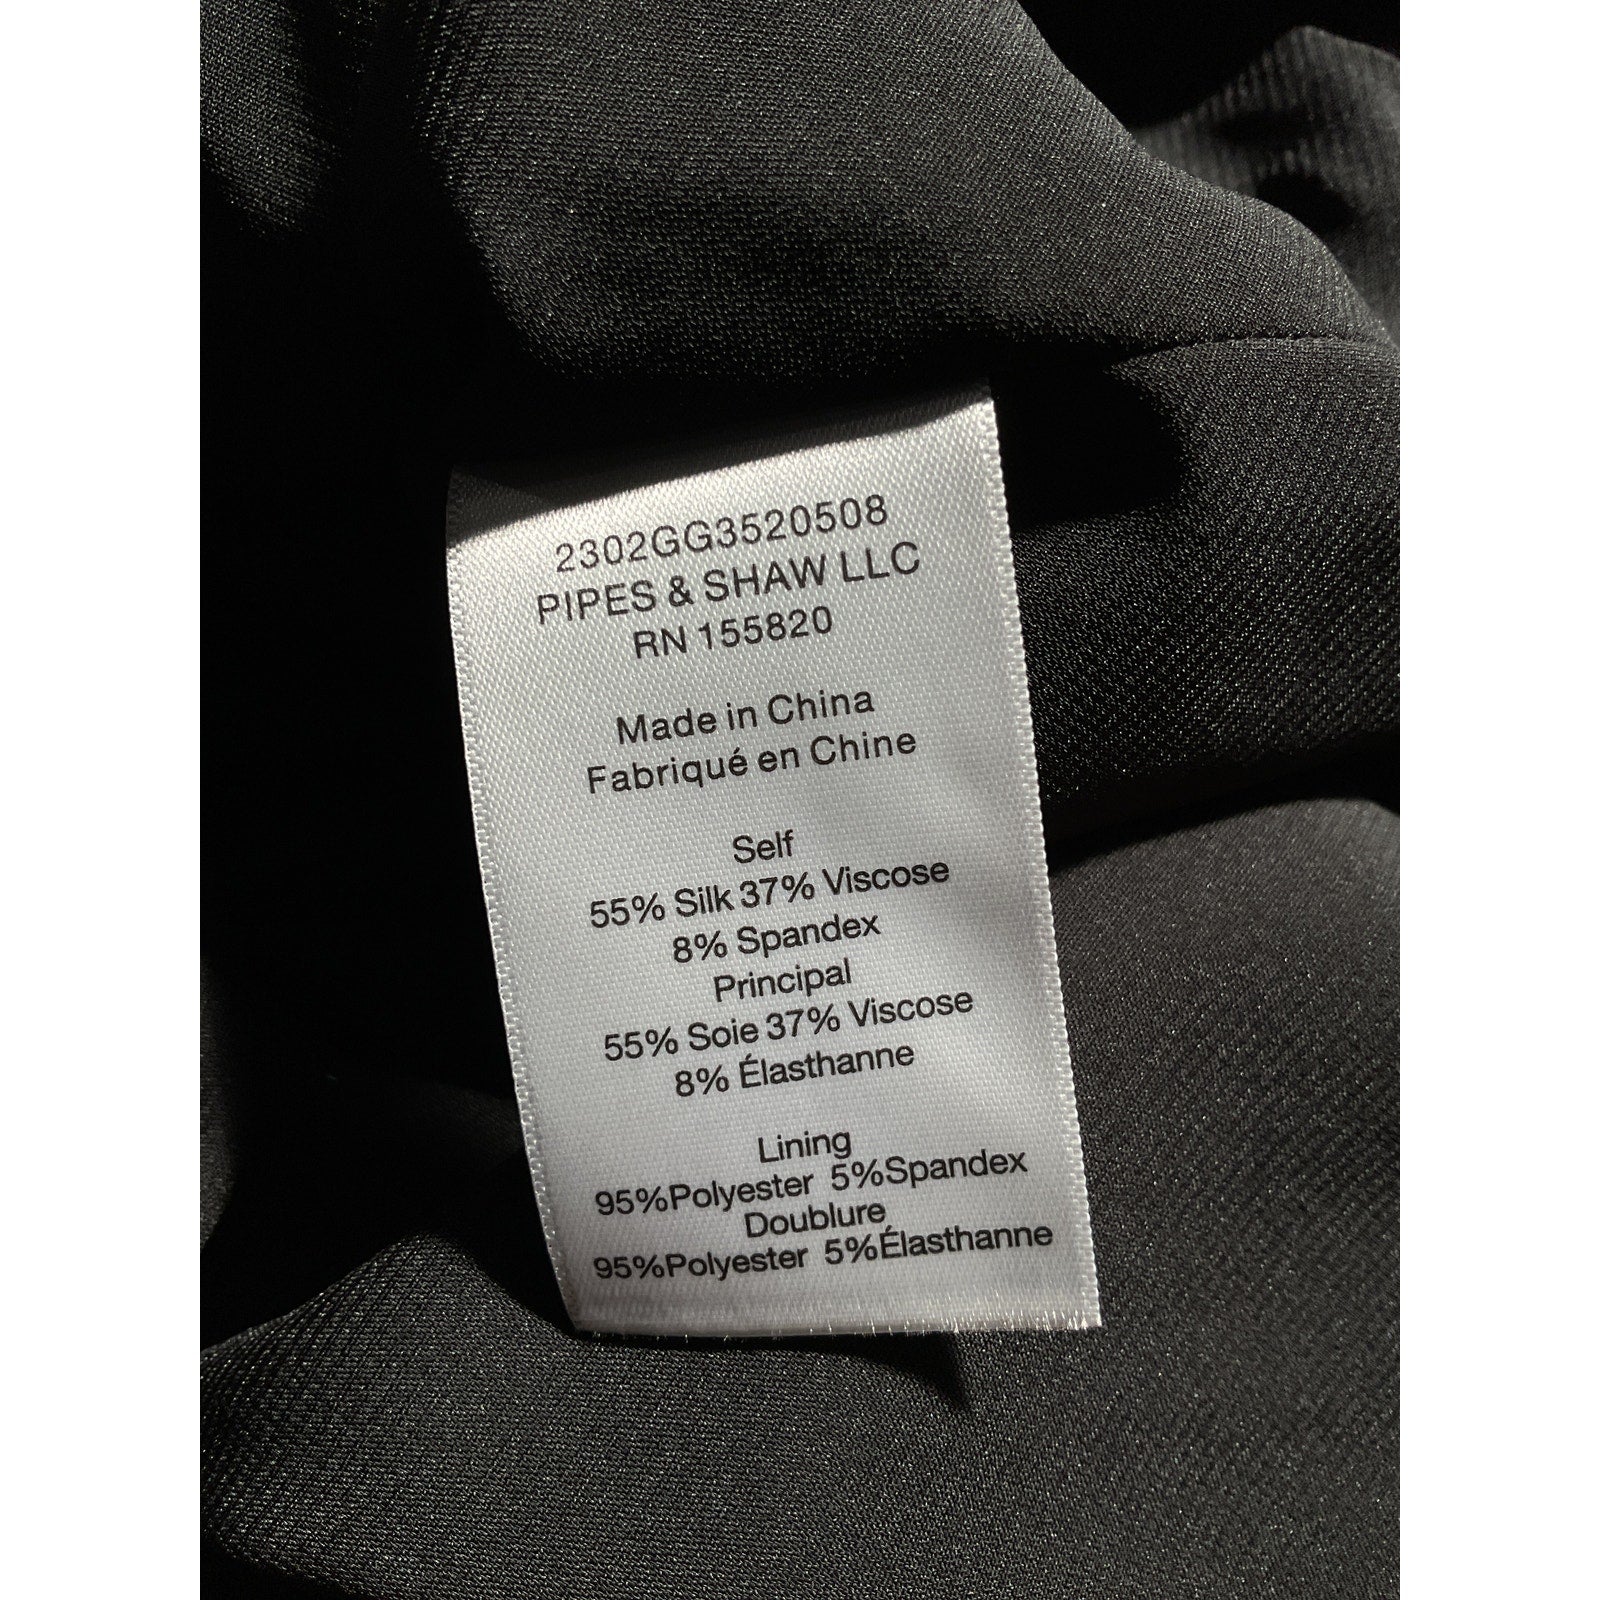 2302GG3520508
PIPES & SHAW LLC
RN 155820
Made in China
Fabriqué en Chine
Self
55% Silk 37% Viscose
8% Spandex
Principal
55% Soie 37% Viscose
8% Élasthanne
Lining
95%Polyester 5%Spandex
Doublure
95%Polyester 5%Élasthanne